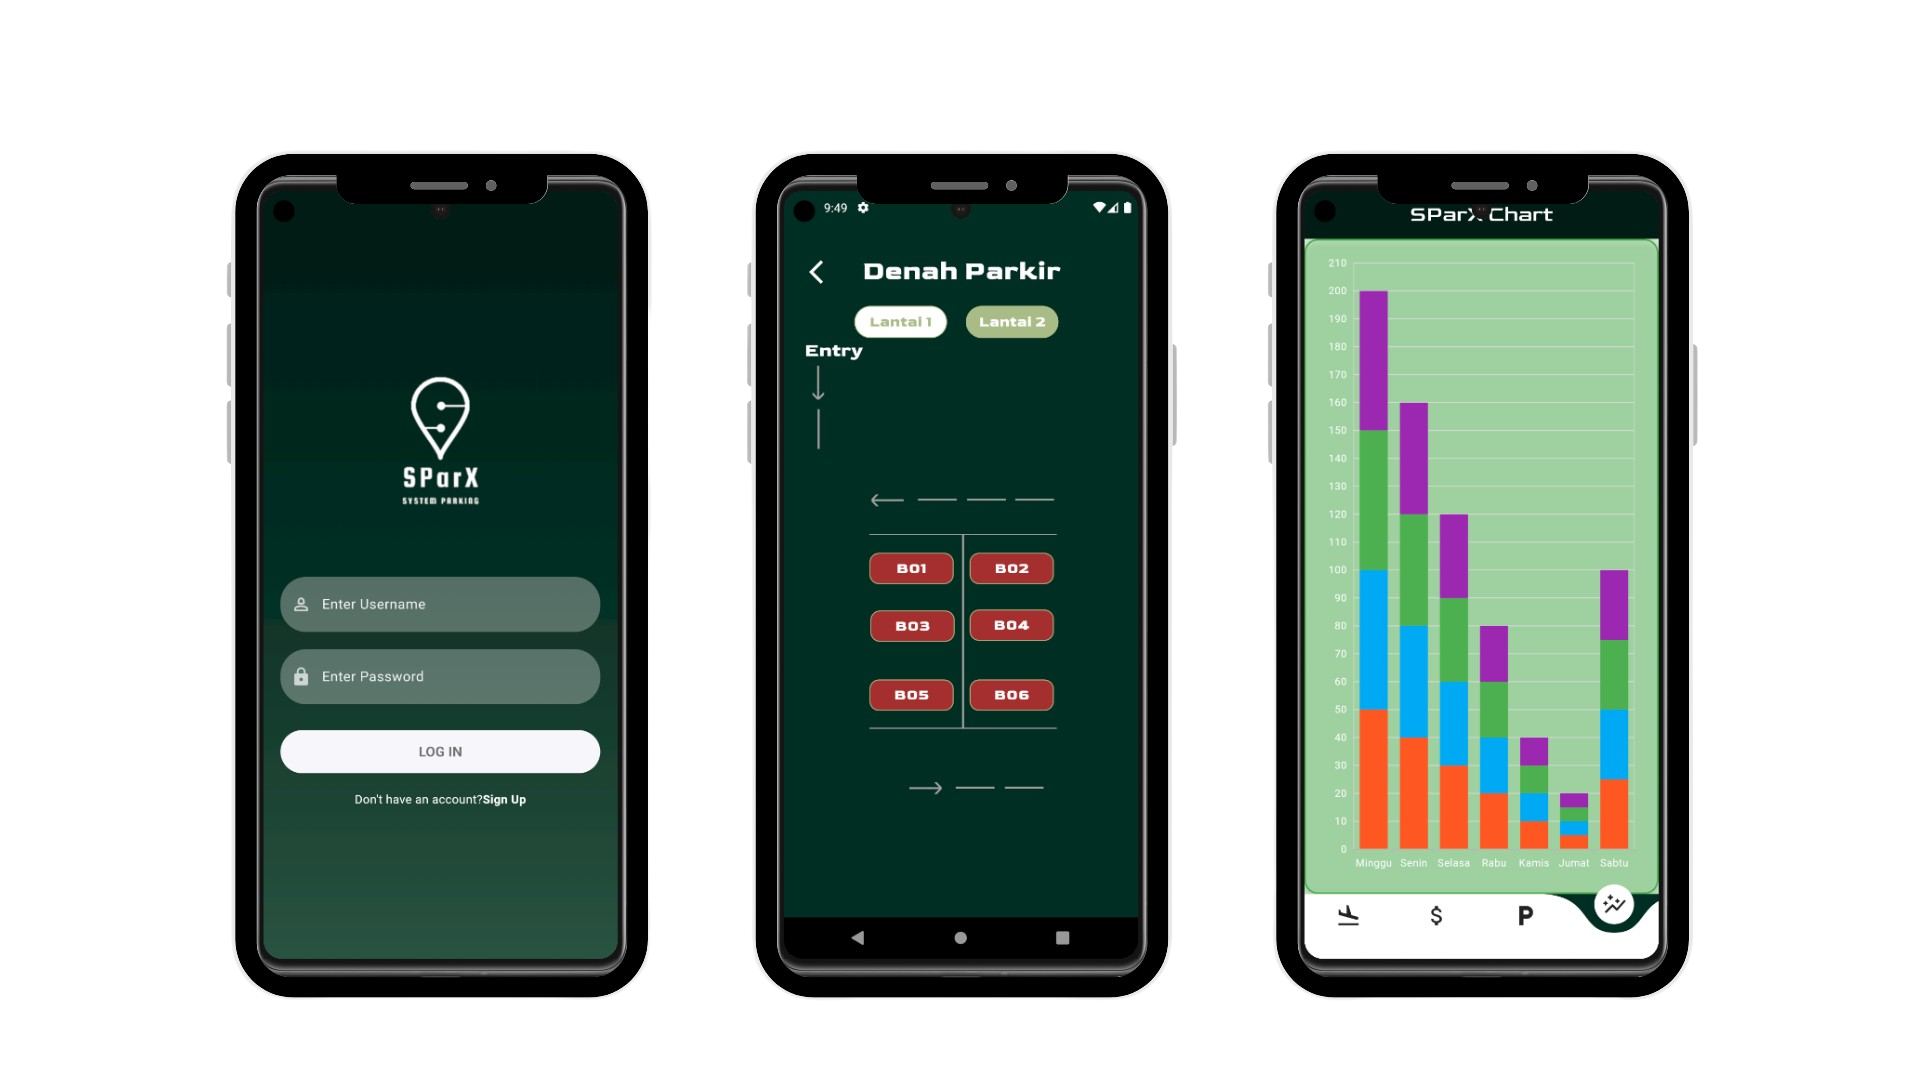 SParX
SYSTEM PARKING
Enter Username
Enter Password
LOG IN
Don't have an account?Sign Up
9:49
Denah Parkir
Lantai 1 Lantai 2
Entry
B01 B02
B03 B04
B05 B06
SParX Chart
210
200
190
180
170
160
150
140
130
120
110
100
90
80
70
60
50
40
30
20
10
0
Minggu Senin Selasa Rabu Kamis Jumat Sabtu
$ P